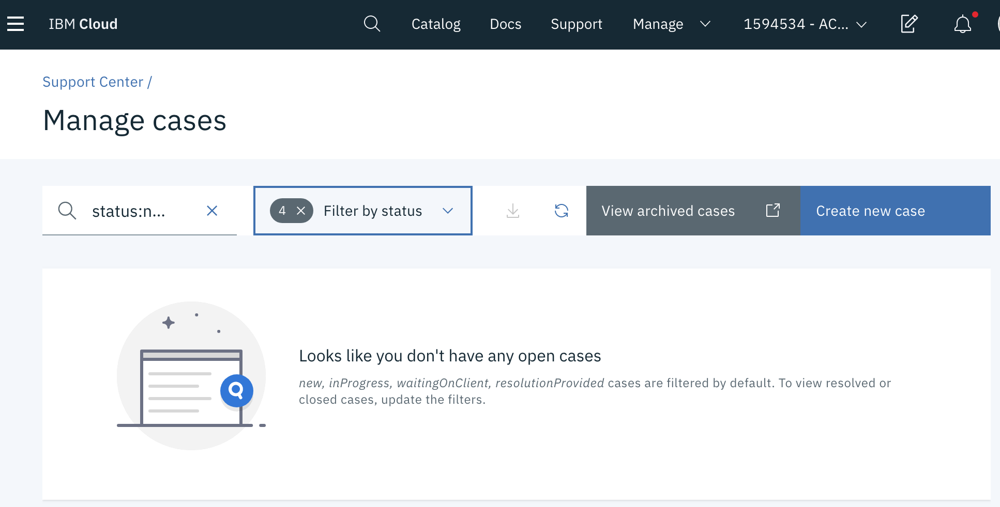 IBM Cloud
Catalog
Docs
Support
Manage
1594534 - AC...
Support Center /
Manage cases
status:n...
4
Filter by status
View archived cases
Create new case
Looks like you don't have any open cases
new, inProgress, waitingOnClient, resolutionProvided cases are filtered by default. To view resolved or
closed cases, update the filters.